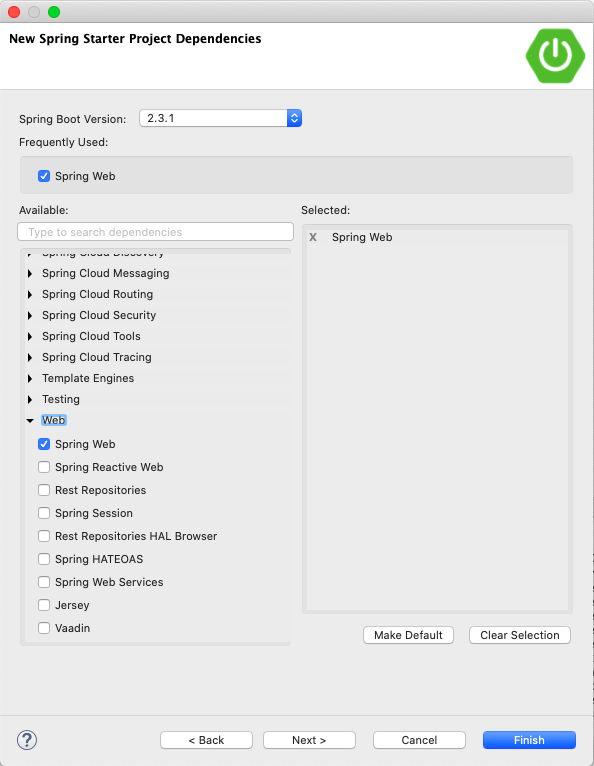 New Spring Starter Project Dependencies
Spring Boot Version: 2.3.1
Frequently Used:
Spring Web
Available:
Selected:
Type to search dependencies
X Spring Web
Spring Cloud Discovery
Spring Cloud Messaging
Spring Cloud Routing
Spring Cloud Security
Spring Cloud Tools
Spring Cloud Tracing
Template Engines
Testing
Web
Spring Web
Spring Reactive Web
Rest Repositories
Spring Session
Rest Repositories HAL Browser
Spring HATEOAS
Spring Web Services
Jersey
Vaadin
Make Default
Clear Selection
?
< Back
Next >
Cancel
Finish